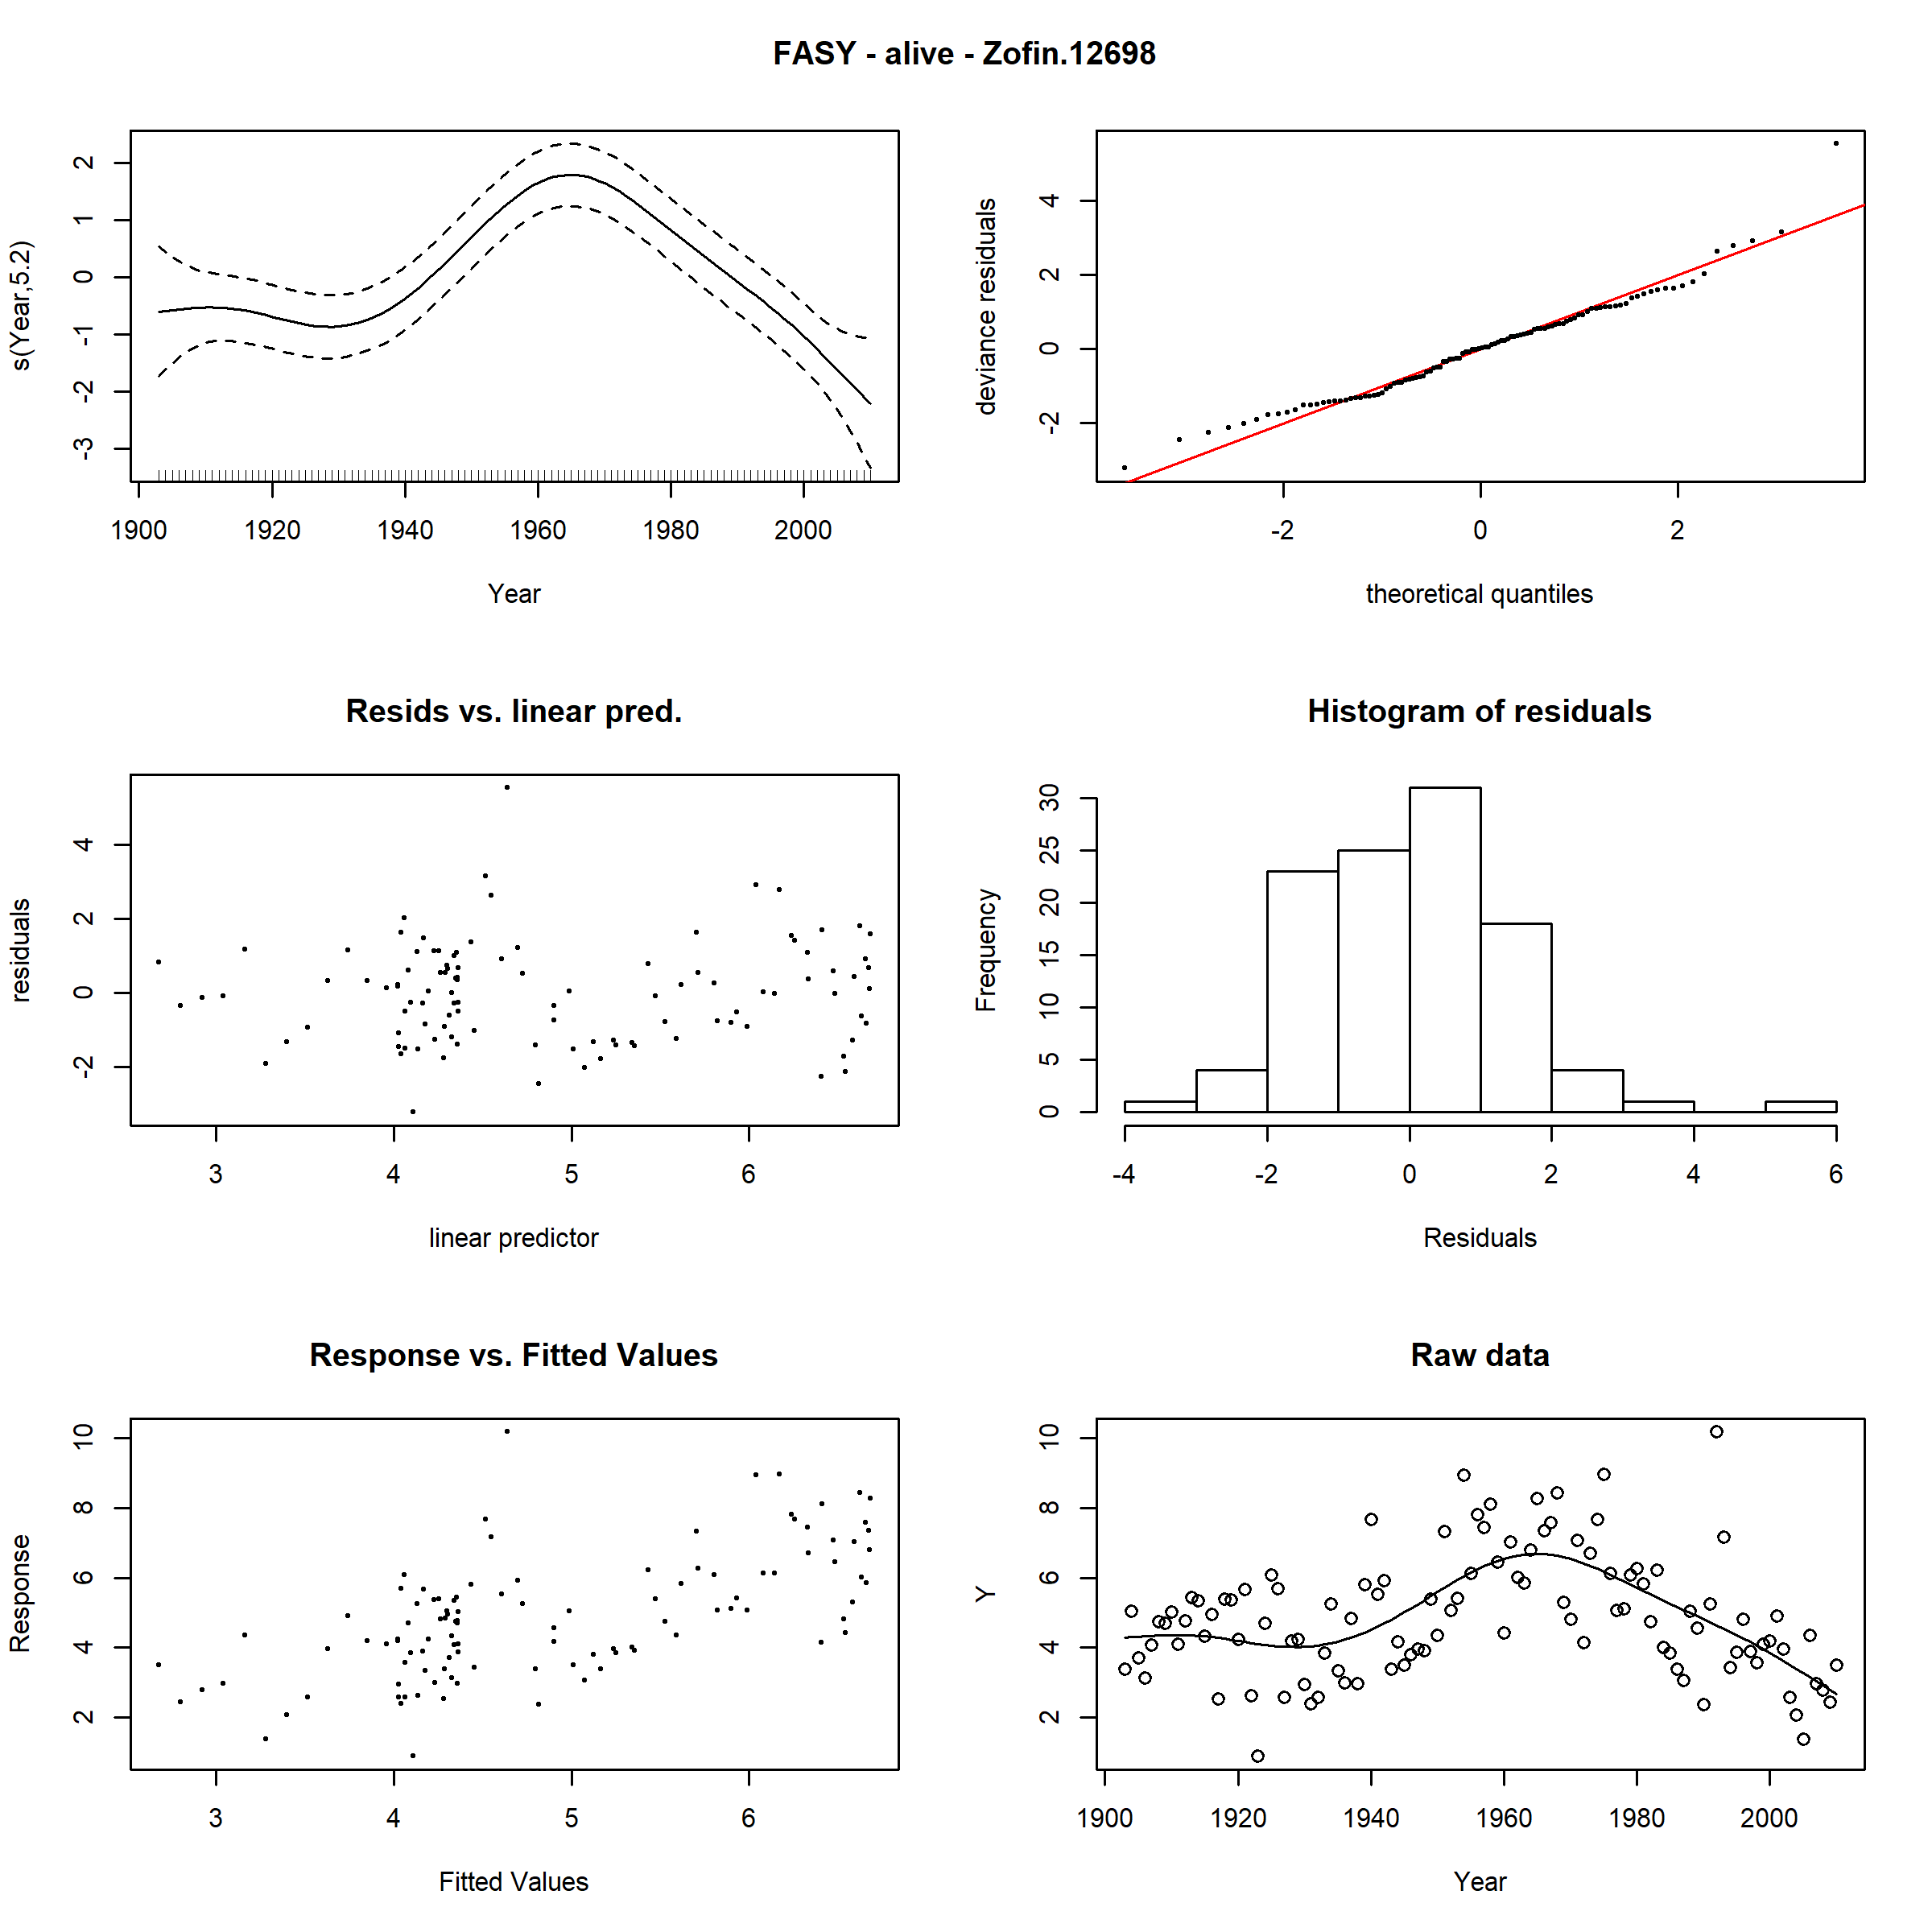 FASY - alive - Zofin.12698
s(Year,5.2)
2
1
0
-1
-2
-3
1900 1920 1940 1960 1980 2000
Year
deviance residuals
4
2
0
-2
-2 0 2
theoretical quantiles
Resids vs. linear pred.
residuals
4
2
0
-2
3 4 5 6
linear predictor
Histogram of residuals
Frequency
30
25
20
15
10
5
0
-4 -2 0 2 4 6
Residuals
Response vs. Fitted Values
Response
10
8
6
4
2
3 4 5 6
Fitted Values
Raw data
Y
10
8
6
4
2
1900 1920 1940 1960 1980 2000
Year